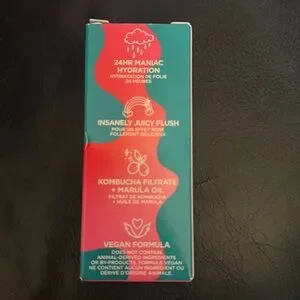 24HR MANIAC
HYDRATION
HYDRATATION DE FOLIE
24 HEURES
INSANELY JUICY FLUSH
POUR UN EFFET ROSÉ
FOLLEMENT DÉLICIEUX
KOMBUCHA FILTRATE
+ MARULA OIL
FILTRAT DE KOMBUCHA
+ HUILE DE MARULA
VEGAN FORMULA
DOES NOT CONTAIN
ANIMAL-DERIVED INGREDIENTS
OR BY-PRODUCTS. FORMULE VEGAN
NE CONTIENT AUCUN INGRÉDIENT OU
DÉRIVÉ D'ORIGINE ANIMALE.